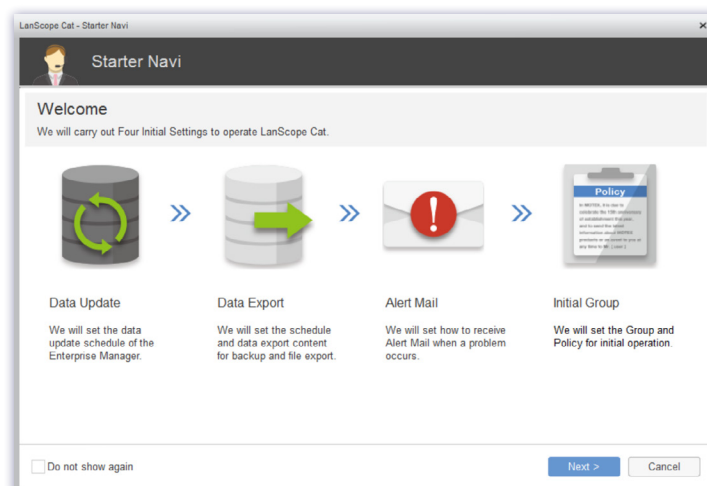 LanScope Cat - Starter Navi
Starter Navi
Welcome
We will carry out Four Initial Settings to operate LanScope Cat.
Policy
Data Update
Data Export
Alert Mail
Initial Group
We will set the data
update schedule of the
Enterprise Manager.
We will set the schedule
and data export content
for backup and file export.
We will set how to receive
Alert Mail when a problem
occurs.
We will set the Group and
Policy for initial operation.
Do not show again
Next >
Cancel